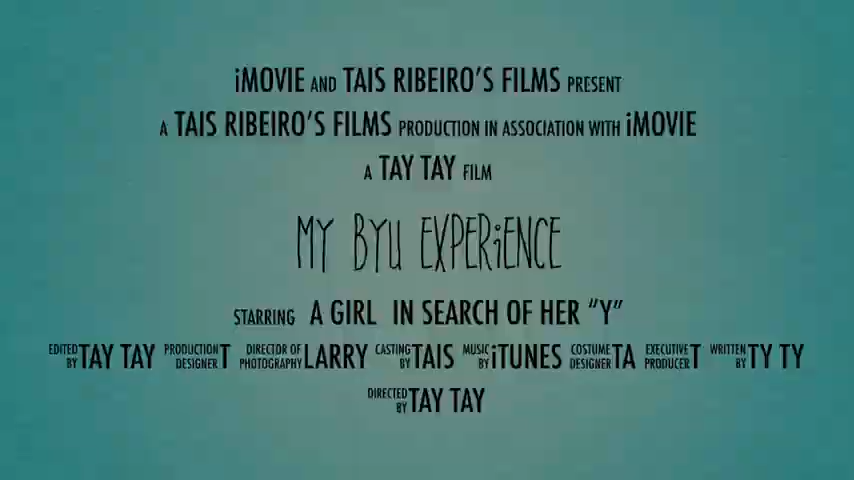 iMOVIE AND TAIS RIBEIRO'S FILMS PRESENT
A TAIS RIBEIRO'S FILMS PRODUCTION IN ASSOCIATION WITH iMOVIE
A TAY TAY FILM
MY BYU EXPERiENCE
STARRING A GIRL IN SEARCH OF HER “Y”
EDITED BY TAY TAY PRODUCTION DESIGNER T DIRECTOR OF PHOTOGRAPHY LARRY CASTING BY TAIS MUSIC BY iTUNES COSTUME DESIGNER TA EXECUTIVE PRODUCER T WRITTEN BY TY TY
DIRECTED BY TAY TAY